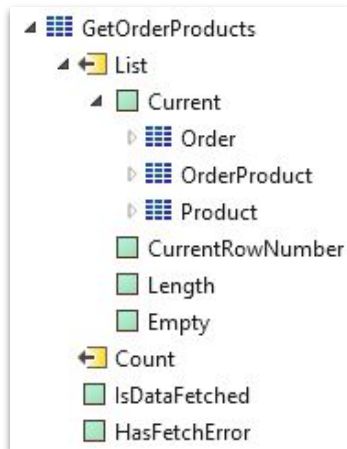 GetOrderProducts
List
Current
Order
OrderProduct
Product
CurrentRowNumber
Length
Empty
Count
IsDataFetched
HasFetchError